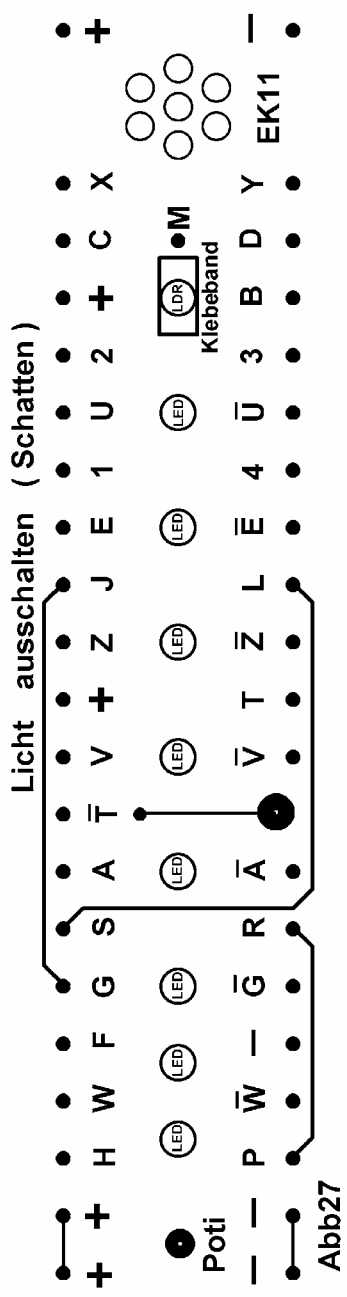 Licht ausschalten ( Schatten )
+ + H W F G S A T̅ V + Z J E 1 U 2 + C X +
LED LED LED LED LED LED LED LED LDR M
Poti Klebeband
− − P W̅ − G̅ R A̅ V̅ T Z̅ L E̅ 4 U̅ 3 B D Y EK11 −
Abb27